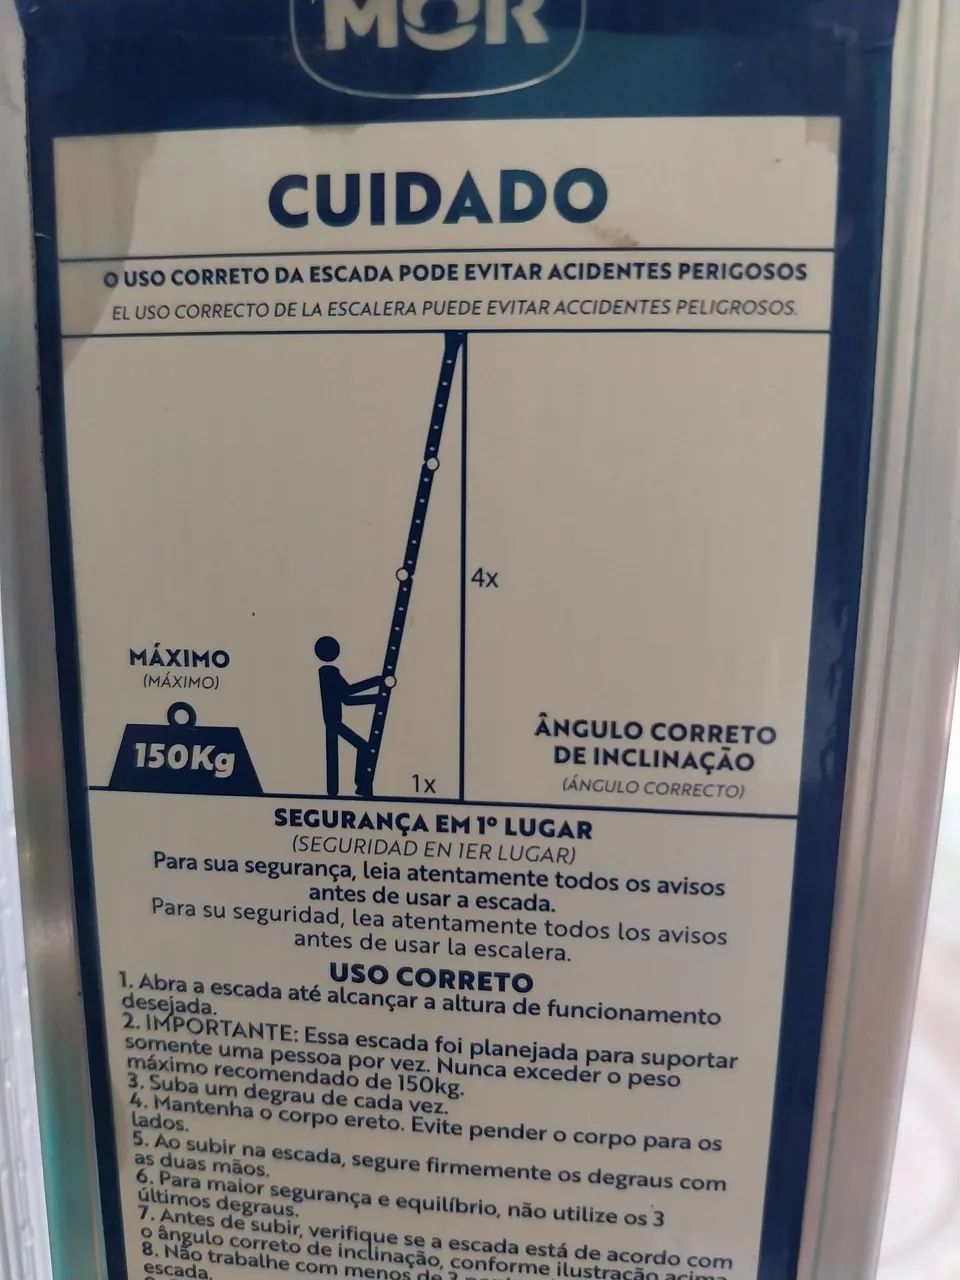 MOR
CUIDADO
O USO CORRETO DA ESCADA PODE EVITAR ACIDENTES PERIGOSOS
EL USO CORRECTO DE LA ESCALERA PUEDE EVITAR ACCIDENTES PELIGROSOS.
4x
MÁXIMO
(MÁXIMO)
150Kg
1x
ÂNGULO CORRETO
DE INCLINAÇÃO
(ÁNGULO CORRECTO)
SEGURANÇA EM 1º LUGAR
(SEGURIDAD EN 1ER LUGAR)
Para sua segurança, leia atentamente todos os avisos
antes de usar a escada.
Para su seguridad, lea atentamente todos los avisos
antes de usar la escalera.
USO CORRETO
1. Abra a escada até alcançar a altura de funcionamento
desejada.
2. IMPORTANTE: Essa escada foi planejada para suportar
somente uma pessoa por vez. Nunca exceder o peso
máximo recomendado de 150kg.
3. Suba um degrau de cada vez.
4. Mantenha o corpo ereto. Evite pender o corpo para os
lados.
5. Ao subir na escada, segure firmemente os degraus com
as duas mãos.
6. Para maior segurança e equilíbrio, não utilize os 3
últimos degraus.
7. Antes de subir, verifique se a escada está de acordo com
o ângulo correto de inclinação, conforme ilustração acima
8. Não trabalhe com menos de 3
escada.